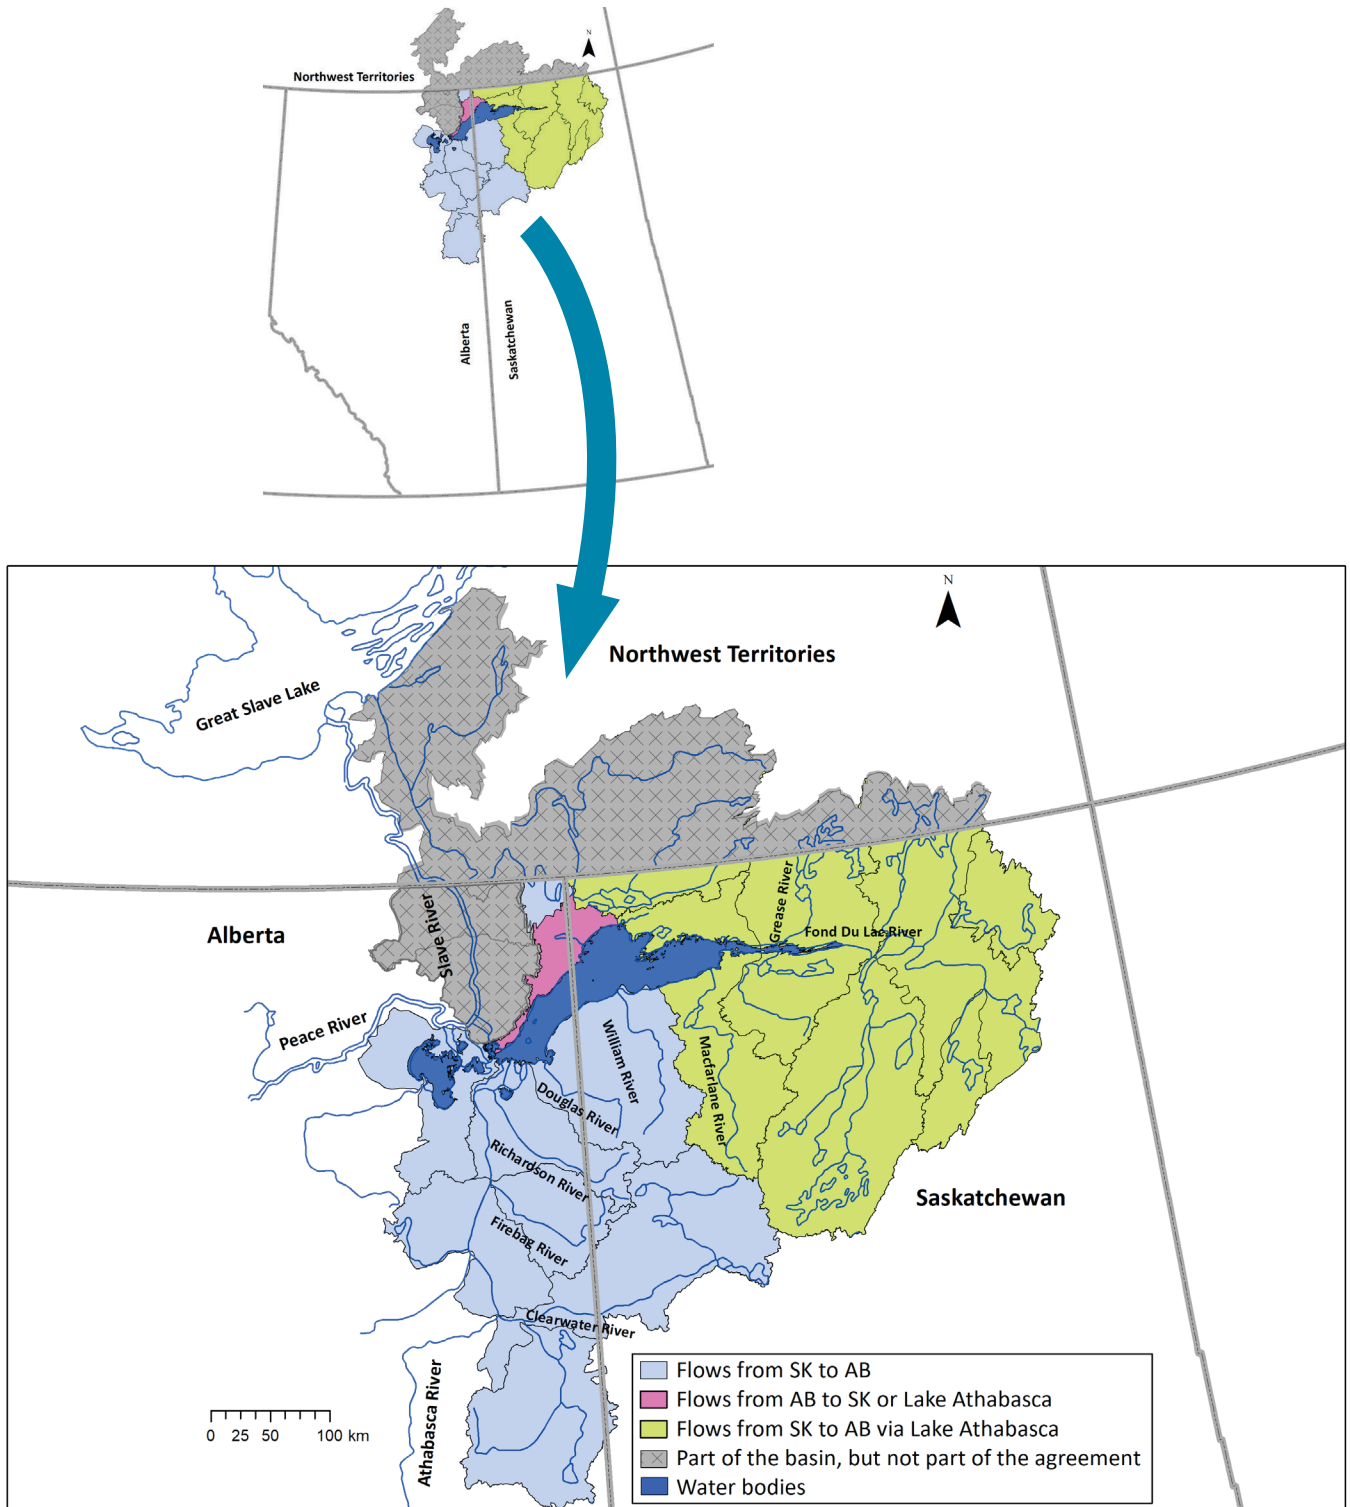 N
Northwest Territories
Alberta
Saskatchewan
N
Northwest Territories
Great Slave Lake
Alberta
Slave River
Grease River
Fond Du Lac River
Peace River
William River
Macfarlane River
Douglas River
Richardson River
Saskatchewan
Firebag River
Clearwater River
Athabasca River
0 25 50 100 km
Flows from SK to AB
Flows from AB to SK or Lake Athabasca
Flows from SK to AB via Lake Athabasca
Part of the basin, but not part of the agreement
Water bodies